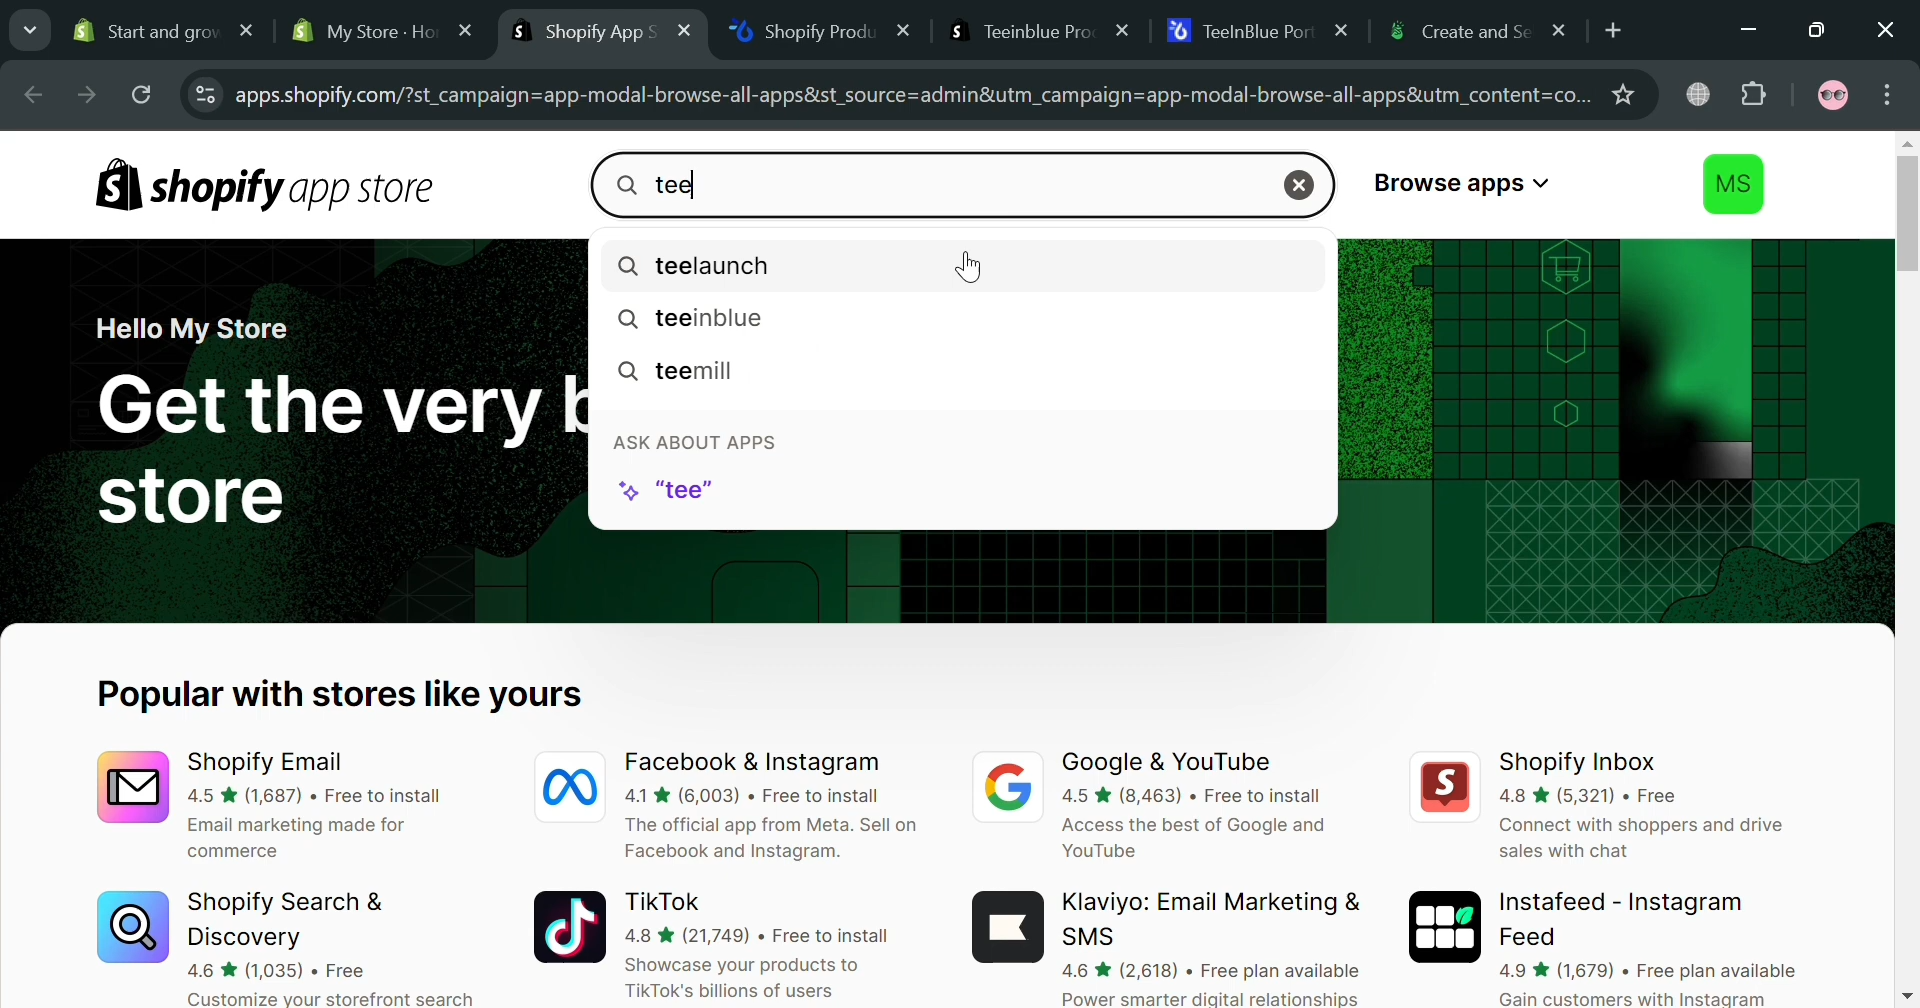 Start and grow
My Store · Ho
Shopify App S
Shopify Produ
Teeinblue Proc
TeeInBlue Port
Create and Se
apps.shopify.com/?st_campaign=app-modal-browse-all-apps&st_source=admin&utm_campaign=app-modal-browse-all-apps&utm_content=co...
shopify app store
tee
Browse apps
MS
teelaunch
teeinblue
teemill
ASK ABOUT APPS
“tee”
Hello My Store
Get the very b
store
Popular with stores like yours
Shopify Email
4.5 ★ (1,687) • Free to install
Email marketing made for
commerce
Facebook & Instagram
4.1 ★ (6,003) • Free to install
The official app from Meta. Sell on
Facebook and Instagram.
Google & YouTube
4.5 ★ (8,463) • Free to install
Access the best of Google and
YouTube
Shopify Inbox
4.8 ★ (5,321) • Free
Connect with shoppers and drive
sales with chat
Shopify Search &
Discovery
4.6 ★ (1,035) • Free
Customize your storefront search
TikTok
4.8 ★ (21,749) • Free to install
Showcase your products to
TikTok's billions of users
Klaviyo: Email Marketing &
SMS
4.6 ★ (2,618) • Free plan available
Power smarter digital relationships
Instafeed - Instagram
Feed
4.9 ★ (1,679) • Free plan available
Gain customers with Instagram